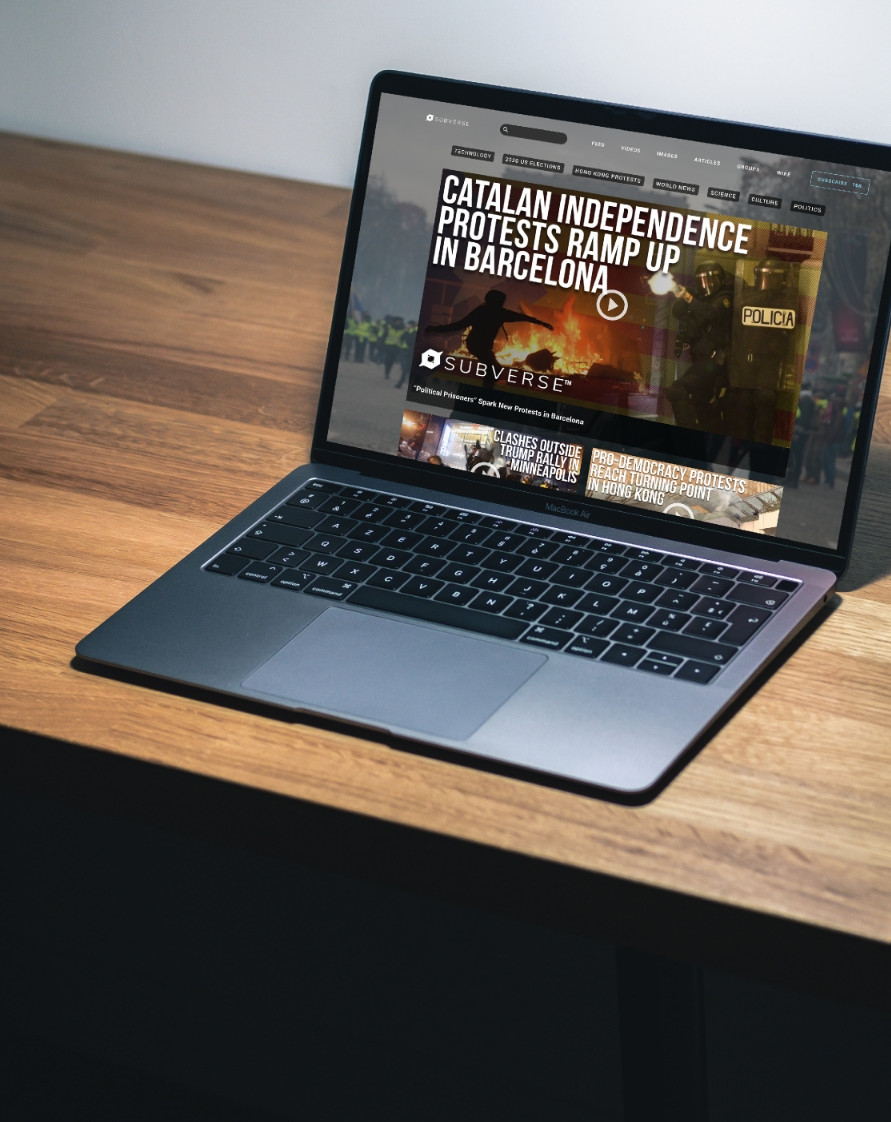 SUBVERSE
FEED VIDEOS IMAGES ARTICLES GROUPS WIRE
SUBSCRIBE
TECHNOLOGY 2020 US ELECTIONS HONG KONG PROTESTS WORLD NEWS SCIENCE CULTURE POLITICS
CATALAN INDEPENDENCE
PROTESTS RAMP UP
IN BARCELONA
POLICIA
SUBVERSE™
"Political Prisoners" Spark New Protests in Barcelona
CLASHES OUTSIDE
TRUMP RALLY IN
MINNEAPOLIS
PRO-DEMOCRACY PROTESTS
REACH TURNING POINT
IN HONG KONG
MacBook Air
A Z E R T Y U I O P
Q S D F G H J K L M
W X C V B N
control option command command option